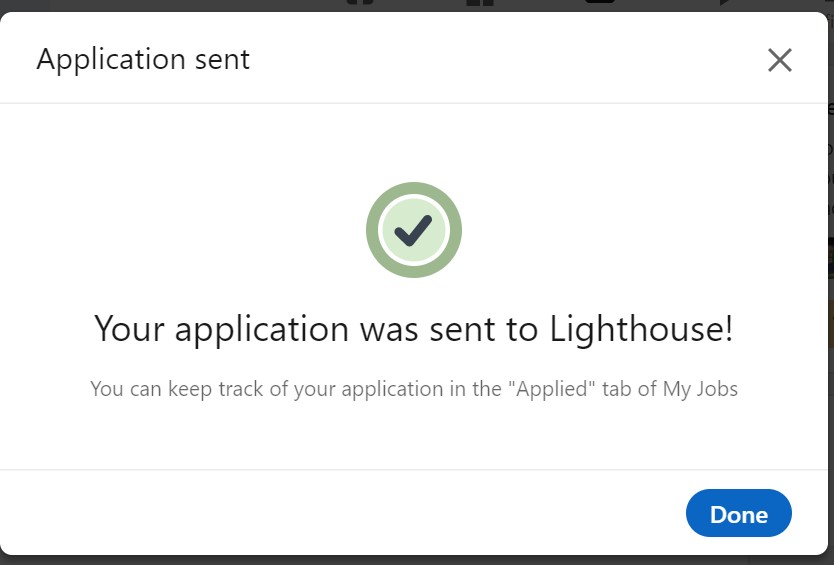 Application sent
Your application was sent to Lighthouse!
You can keep track of your application in the "Applied" tab of My Jobs
Done